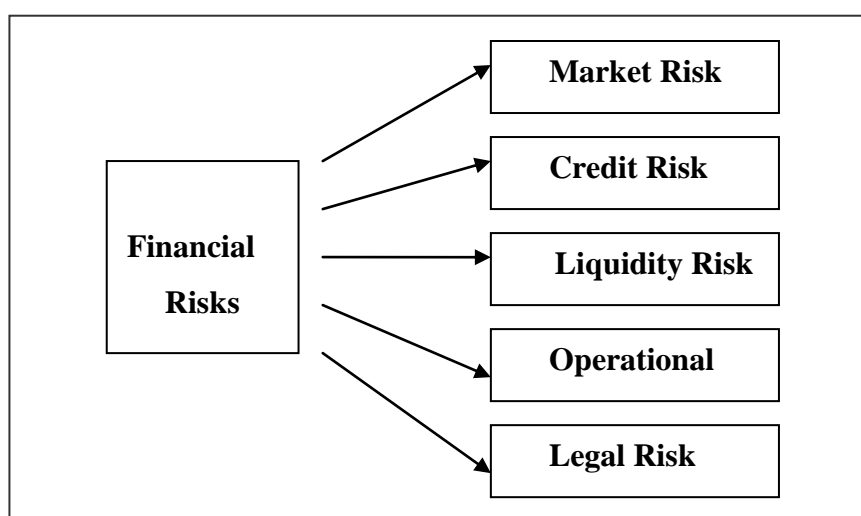 Financial
Risks
Market Risk
Credit Risk
Liquidity Risk
Operational
Legal Risk